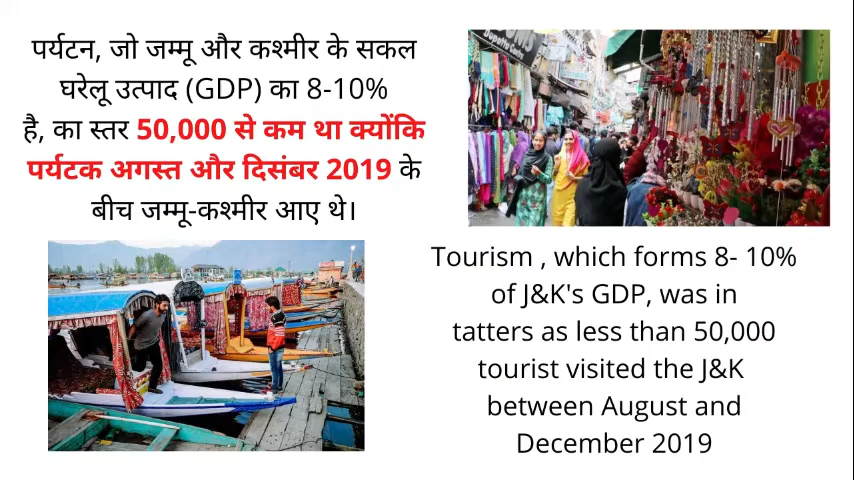 पर्यटन, जो जम्मू और कश्मीर के सकल
घरेलू उत्पाद (GDP) का 8-10%
है, का स्तर 50,000 से कम था क्योंकि
पर्यटक अगस्त और दिसंबर 2019 के
बीच जम्मू-कश्मीर आए थे।
Tourism , which forms 8- 10%
of J&K's GDP, was in
tatters as less than 50,000
tourist visited the J&K
between August and
December 2019